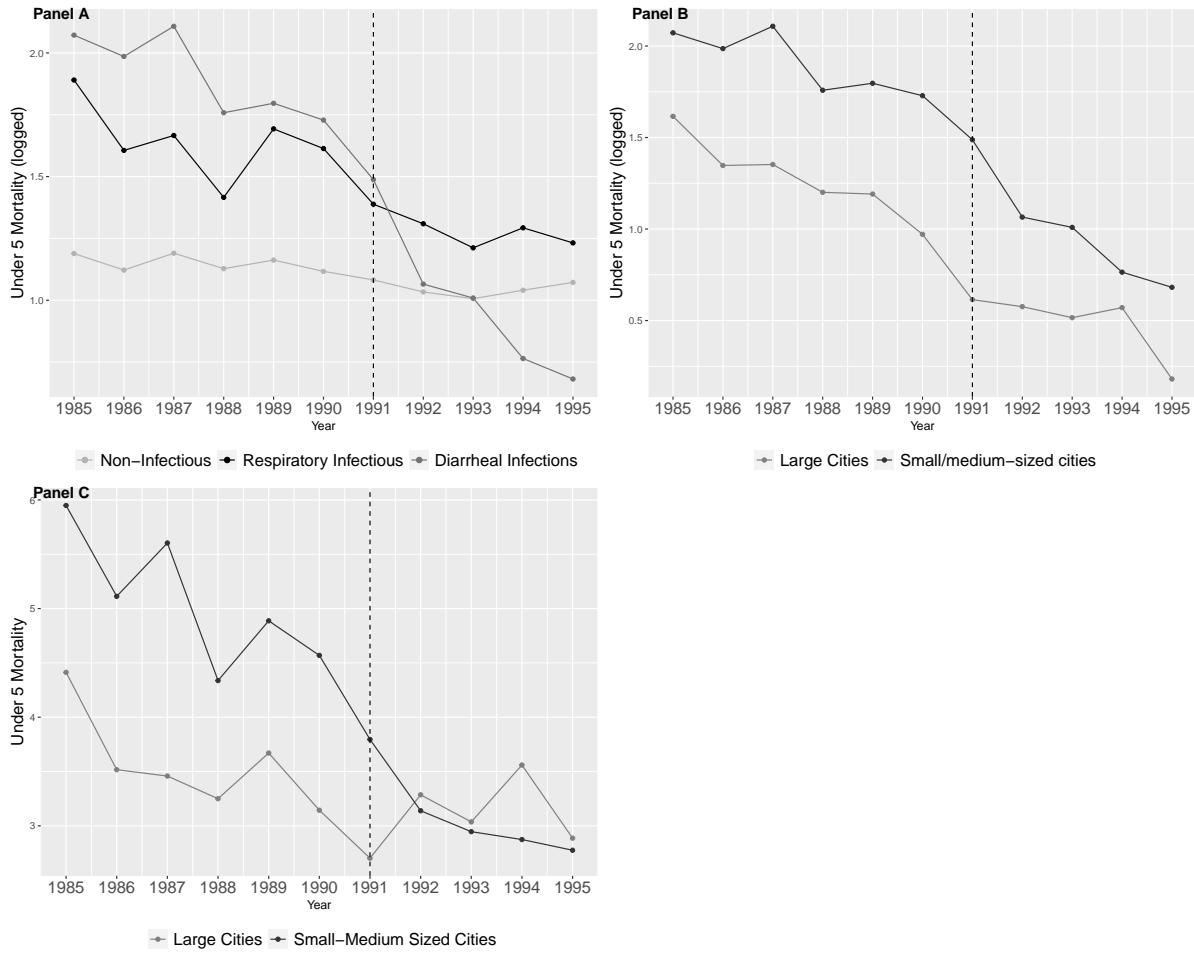 Panel A
Under 5 Mortality (logged)
2.0
1.5
1.0
1985 1986 1987 1988 1989 1990 1991 1992 1993 1994 1995
Year
Non−Infectious Respiratory Infectious Diarrheal Infections
Panel B
Under 5 Mortality (logged)
2.0
1.5
1.0
0.5
1985 1986 1987 1988 1989 1990 1991 1992 1993 1994 1995
Year
Large Cities Small/medium−sized cities
Panel C
Under 5 Mortality
6
5
4
3
1985 1986 1987 1988 1989 1990 1991 1992 1993 1994 1995
Year
Large Cities Small−Medium Sized Cities